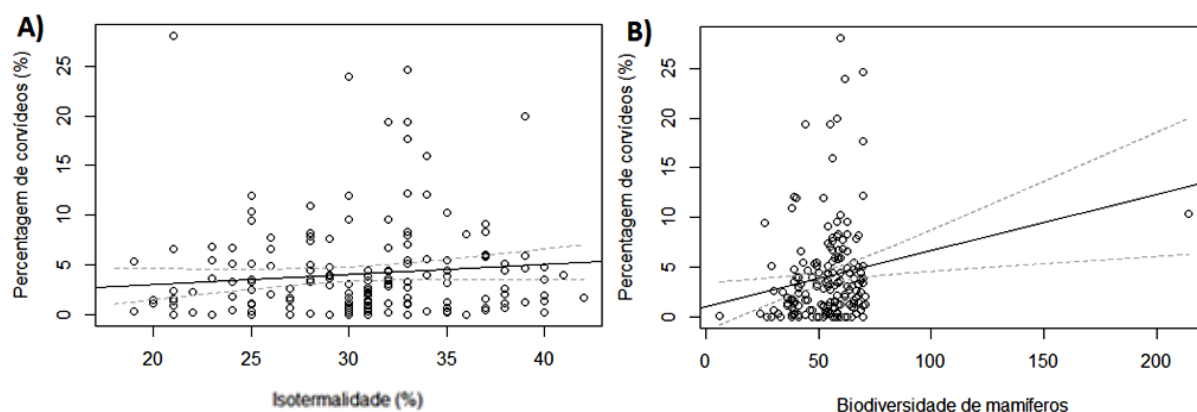 A)
Percentagem de corvídeos (%)
25
20
15
10
5
0
20 25 30 35 40
Isotermalidade (%)
B)
Percentagem de corvídeos (%)
25
20
15
10
5
0
0 50 100 150 200
Biodiversidade de mamíferos